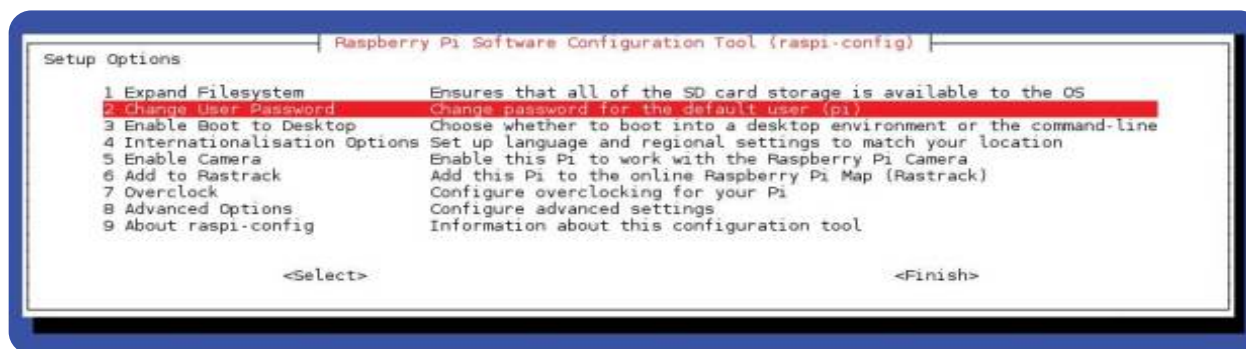 Raspberry Pi Software Configuration Tool (raspi-config)
Setup Options
1 Expand Filesystem Ensures that all of the SD card storage is available to the OS
2 Change User Password Change password for the default user (pi)
3 Enable Boot to Desktop Choose whether to boot into a desktop environment or the command-line
4 Internationalisation Options Set up language and regional settings to match your location
5 Enable Camera Enable this Pi to work with the Raspberry Pi Camera
6 Add to Rastrack Add this Pi to the online Raspberry Pi Map (Rastrack)
7 Overclock Configure overclocking for your Pi
8 Advanced Options Configure advanced settings
9 About raspi-config Information about this configuration tool
<Select> <Finish>